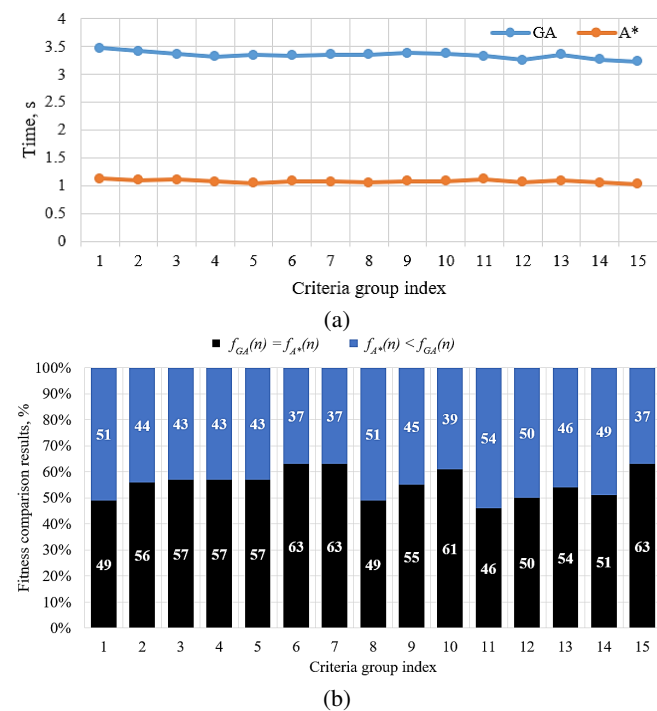 GA A*
4
3.5
3
2.5
2
1.5
1
0.5
0
Time, s
1 2 3 4 5 6 7 8 9 10 11 12 13 14 15
Criteria group index
(a)
f_GA(n) = f_A*(n) f_A*(n) < f_GA(n)
100%
90%
80%
70%
60%
50%
40%
30%
20%
10%
0%
Fitness comparison results, %
51 44 43 43 43 37 37 51 45 39 54 50 46 49 37
49 56 57 57 57 63 63 49 55 61 46 50 54 51 63
1 2 3 4 5 6 7 8 9 10 11 12 13 14 15
Criteria group index
(b)